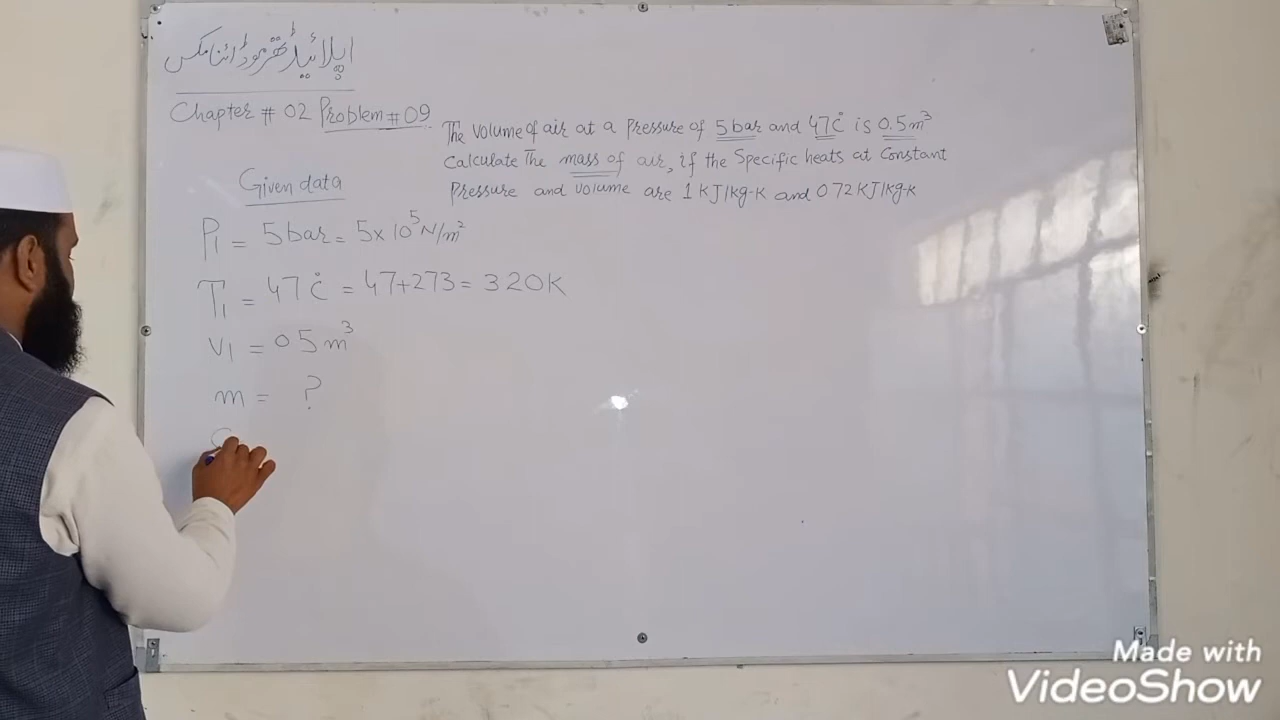 اپلائیڈ تھرموڈائنامکس
Chapter # 02 Problem # 09
The volume of air at a Pressure of 5 bar and 47°C is 0.5m³
Calculate The mass of air, if the Specific heats at Constant
Pressure and volume are 1 KJ/kg-K and 0.72 KJ/kg-K
Given data
P1 = 5 bar = 5 x 10⁵ N/m²
T1 = 47°C = 47+273 = 320K
V1 = 0.5 m³
m = ?
C
Made with
VideoShow